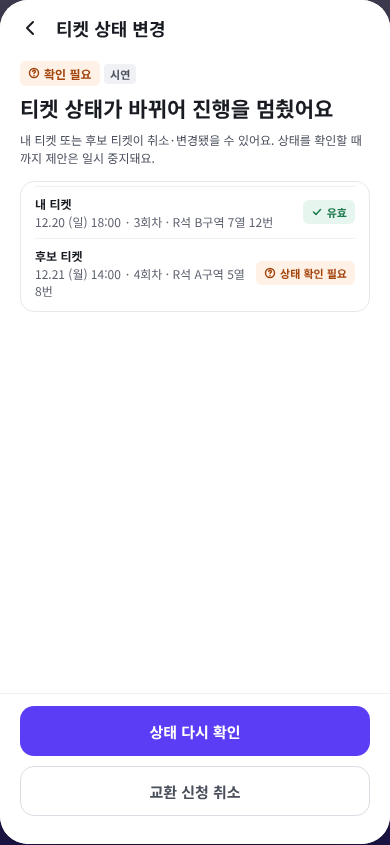 티켓 상태 변경
확인 필요 시연
티켓 상태가 바뀌어 진행을 멈췄어요
내 티켓 또는 후보 티켓이 취소·변경됐을 수 있어요. 상태를 확인할 때
까지 제안은 일시 중지돼요.
내 티켓
12.20 (일) 18:00 · 3회차 · R석 B구역 7열 12번
유효
후보 티켓
12.21 (월) 14:00 · 4회차 · R석 A구역 5열
8번
상태 확인 필요
상태 다시 확인
교환 신청 취소